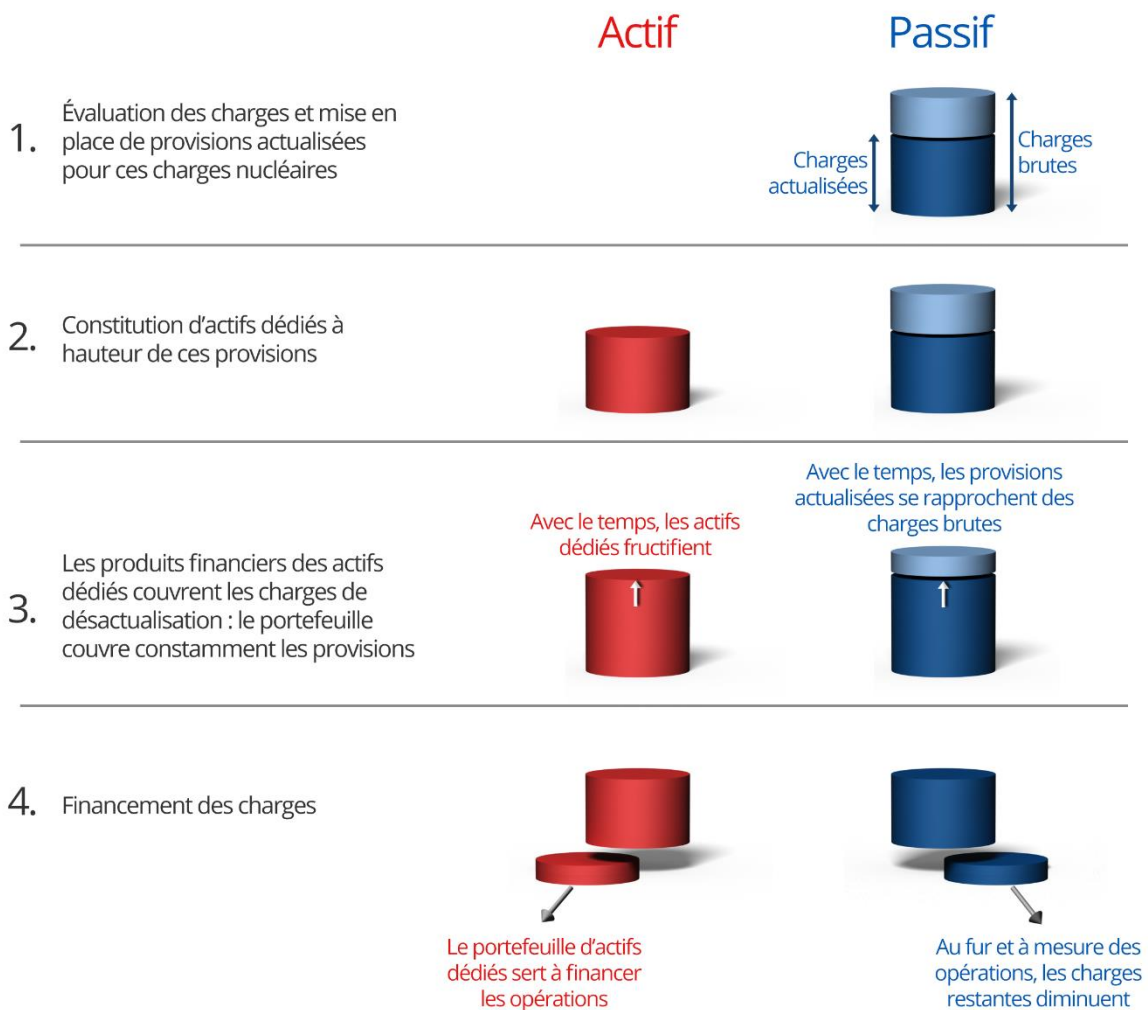 Actif
Passif
1.
Évaluation des charges et mise en
place de provisions actualisées
pour ces charges nucléaires
Charges
actualisées
Charges
brutes
2.
Constitution d'actifs dédiés à
hauteur de ces provisions
3.
Les produits financiers des actifs
dédiés couvrent les charges de
désactualisation : le portefeuille
couvre constamment les provisions
Avec le temps, les actifs
dédiés fructifient
Avec le temps, les provisions
actualisées se rapprochent des
charges brutes
4.
Financement des charges
Le portefeuille d'actifs
dédiés sert à financer
les opérations
Au fur et à mesure des
opérations, les charges
restantes diminuent